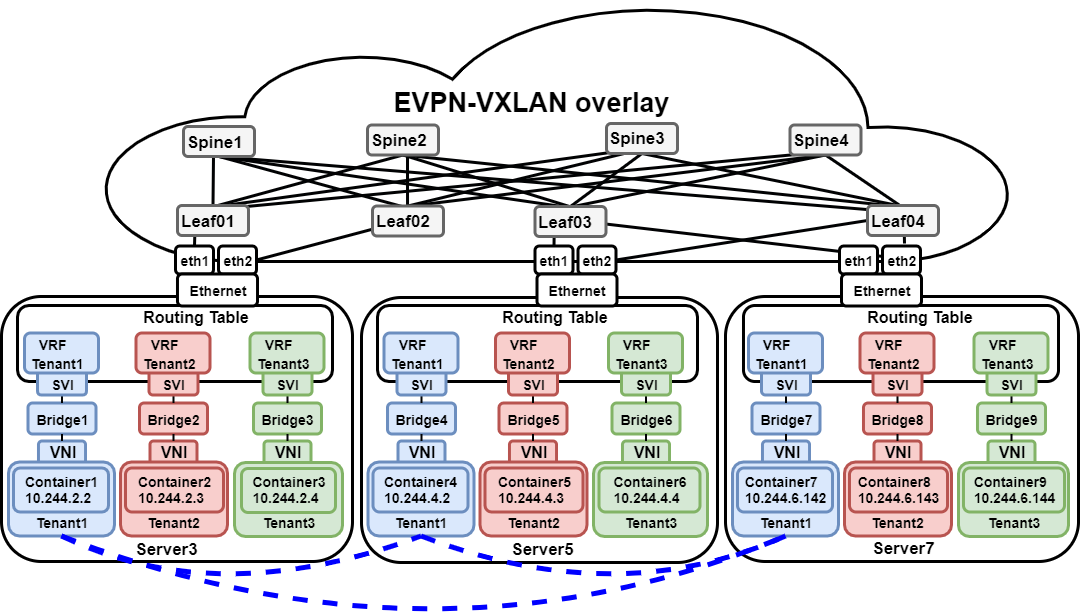 EVPN-VXLAN overlay
Spine1
Spine2
Spine3
Spine4
Leaf01
Leaf02
Leaf03
Leaf04
eth1
eth2
eth1
eth2
eth1
eth2
Ethernet
Ethernet
Ethernet
Routing Table
VRF
Tenant1
VRF
Tenant2
VRF
Tenant3
SVI
SVI
SVI
Bridge1
Bridge2
Bridge3
VNI
VNI
VNI
Container1
10.244.2.2
Tenant1
Container2
10.244.2.3
Tenant2
Container3
10.244.2.4
Tenant3
Server3
Routing Table
VRF
Tenant1
VRF
Tenant2
VRF
Tenant3
SVI
SVI
SVI
Bridge4
Bridge5
Bridge6
VNI
VNI
VNI
Container4
10.244.4.2
Tenant1
Container5
10.244.4.3
Tenant2
Container6
10.244.4.4
Tenant3
Server5
Routing Table
VRF
Tenant1
VRF
Tenant2
VRF
Tenant3
SVI
SVI
SVI
Bridge7
Bridge8
Bridge9
VNI
VNI
VNI
Container7
10.244.6.142
Tenant1
Container8
10.244.6.143
Tenant2
Container9
10.244.6.144
Tenant3
Server7